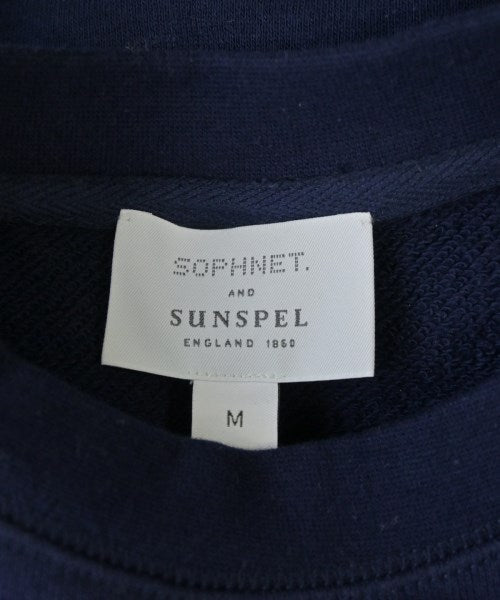 SOPHNET.
AND
SUNSPEL
ENGLAND 1860
M